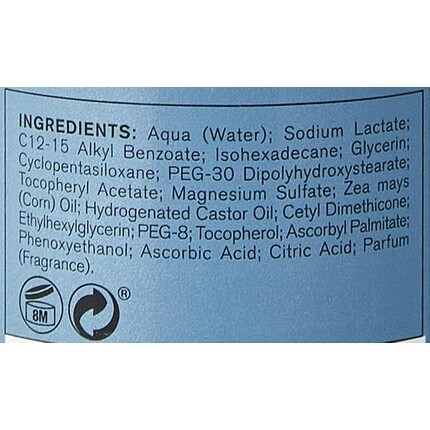 INGREDIENTS: Aqua (Water); Sodium Lactate;
C12-15 Alkyl Benzoate; Isohexadecane; Glycerin;
Cyclopentasiloxane; PEG-30 Dipolyhydroxystearate;
Tocopheryl Acetate; Magnesium Sulfate; Zea mays
(Corn) Oil; Hydrogenated Castor Oil; Cetyl Dimethicone;
Ethylhexylglycerin; PEG-8; Tocopherol; Ascorbyl Palmitate;
Phenoxyethanol; Ascorbic Acid; Citric Acid; Parfum
(Fragrance).
8M ®